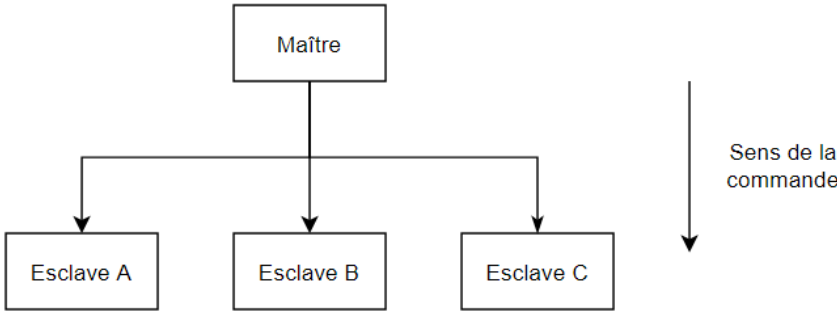 Maître
Sens de la
commande
Esclave A
Esclave B
Esclave C